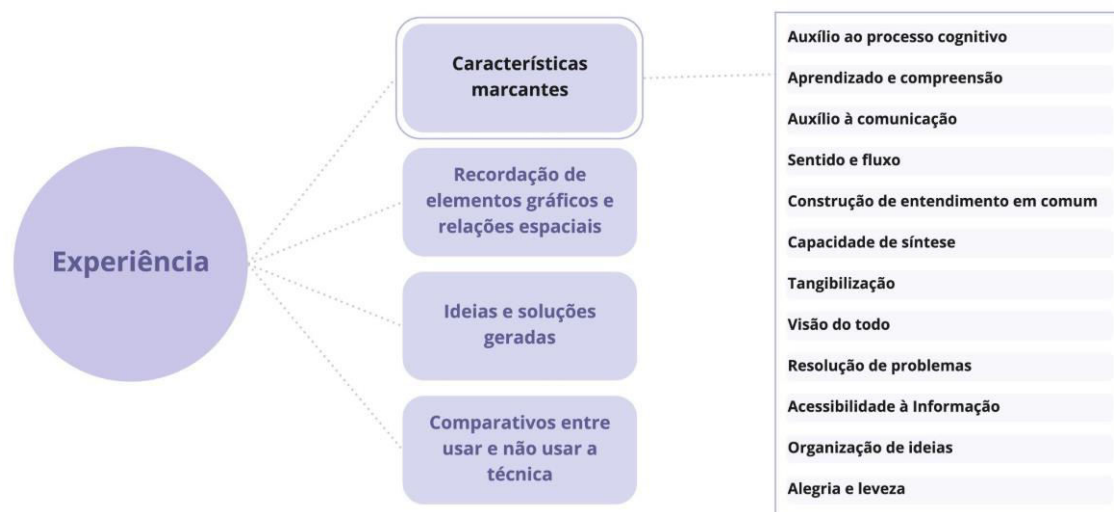 Experiência
Características
marcantes
Recordação de
elementos gráficos e
relações espaciais
Ideias e soluções
geradas
Comparativos entre
usar e não usar a
técnica
Auxílio ao processo cognitivo
Aprendizado e compreensão
Auxílio à comunicação
Sentido e fluxo
Construção de entendimento em comum
Capacidade de síntese
Tangibilização
Visão do todo
Resolução de problemas
Acessibilidade à Informação
Organização de ideias
Alegria e leveza